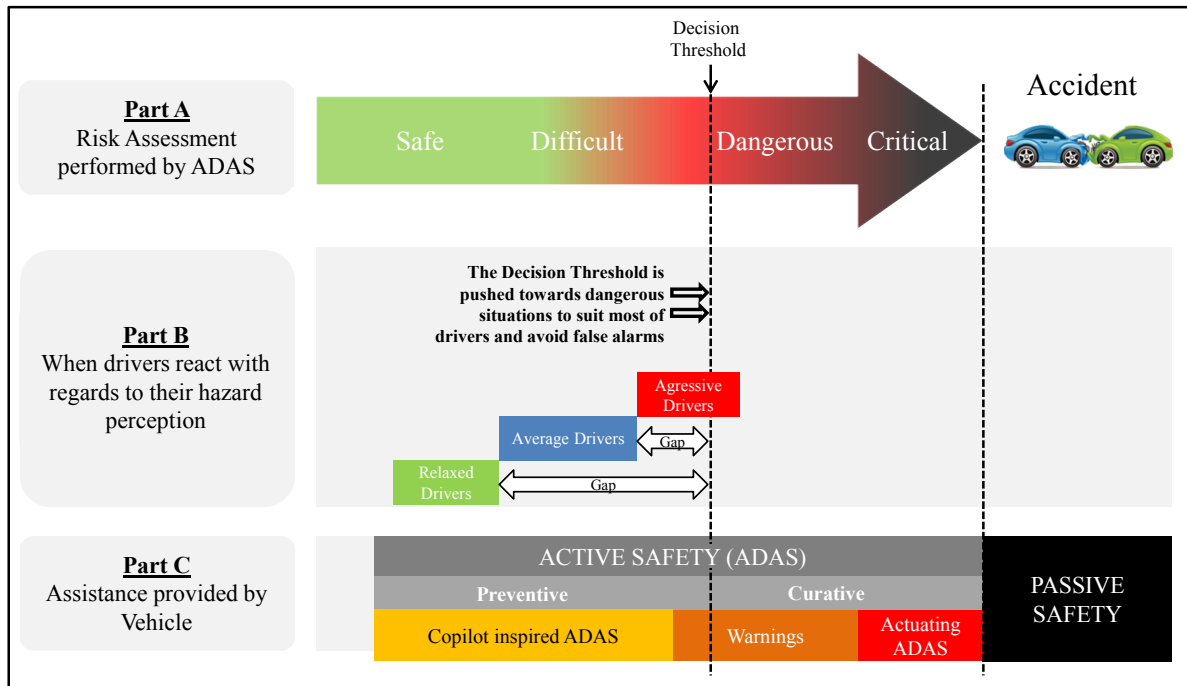 Decision
Threshold
Part A
Risk Assessment
performed by ADAS
Safe
Difficult
Dangerous
Critical
Accident
Part B
When drivers react with
regards to their hazard
perception
The Decision Threshold is
pushed towards dangerous
situations to suit most of
drivers and avoid false alarms
Agressive
Drivers
Average Drivers
Gap
Relaxed
Drivers
Gap
Part C
Assistance provided by
Vehicle
ACTIVE SAFETY (ADAS)
Preventive
Curative
Copilot inspired ADAS
Warnings
Actuating
ADAS
PASSIVE
SAFETY